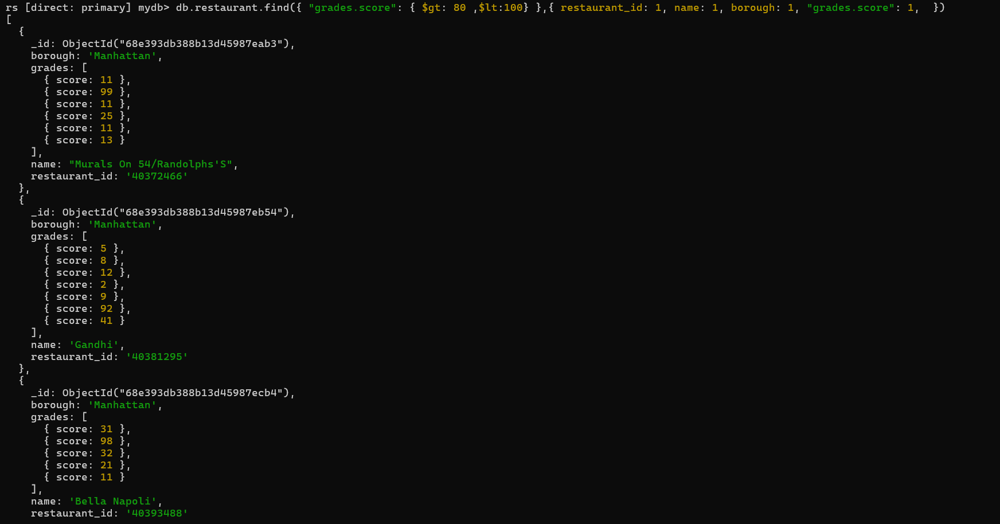 rs [direct: primary] mydb> db.restaurant.find({ "grades.score": { $gt: 80 ,$lt:100} },{ restaurant_id: 1, name: 1, borough: 1, "grades.score": 1,  })
[
  {
    _id: ObjectId("68e393db388b13d45987eab3"),
    borough: 'Manhattan',
    grades: [
      { score: 11 },
      { score: 99 },
      { score: 11 },
      { score: 25 },
      { score: 11 },
      { score: 13 }
    ],
    name: "Murals On 54/Randolphs'S",
    restaurant_id: '40372466'
  },
  {
    _id: ObjectId("68e393db388b13d45987eb54"),
    borough: 'Manhattan',
    grades: [
      { score: 5 },
      { score: 8 },
      { score: 12 },
      { score: 2 },
      { score: 9 },
      { score: 92 },
      { score: 41 }
    ],
    name: 'Gandhi',
    restaurant_id: '40381295'
  },
  {
    _id: ObjectId("68e393db388b13d45987ecb4"),
    borough: 'Manhattan',
    grades: [
      { score: 31 },
      { score: 98 },
      { score: 32 },
      { score: 21 },
      { score: 11 }
    ],
    name: 'Bella Napoli',
    restaurant_id: '40393488'